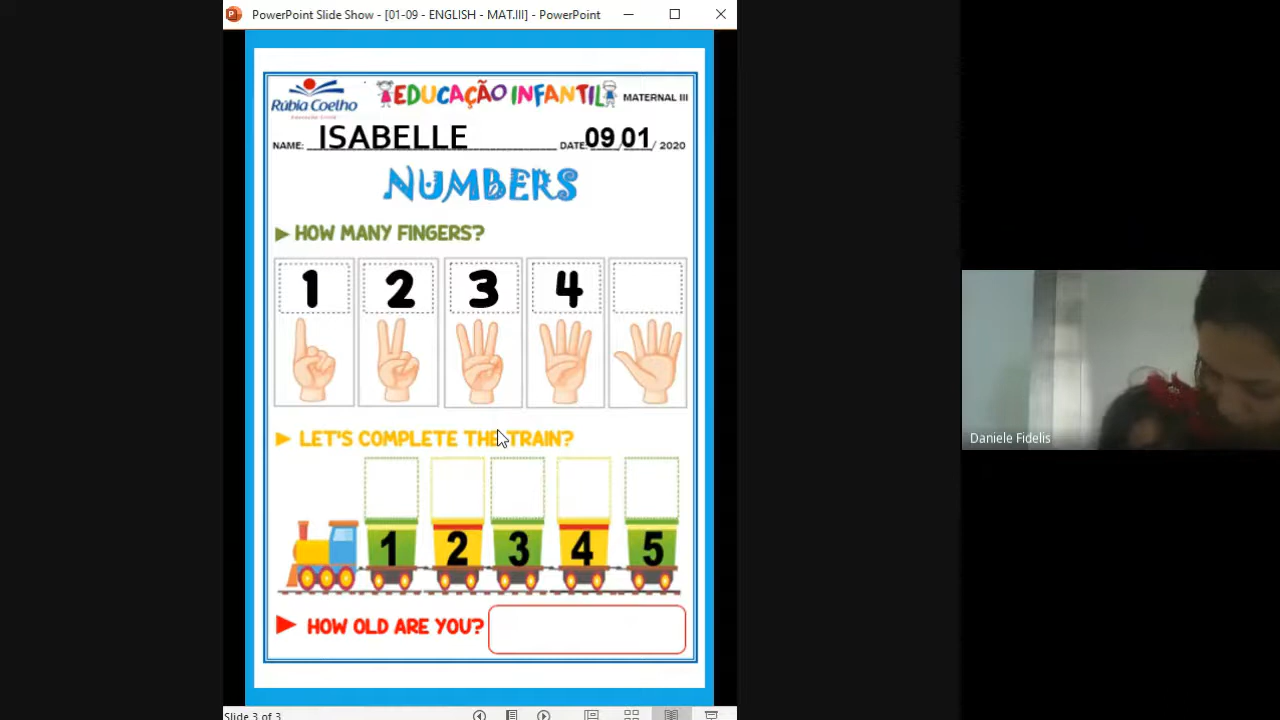 PowerPoint Slide Show - [01-09 - ENGLISH - MAT.III] - PowerPoint
Rúbia Coelho
EDUCAÇÃO INFANTIL
MATERNAL III
NAME: ISABELLE DATE: 09/01/ 2020
NUMBERS
HOW MANY FINGERS?
1 2 3 4
LET'S COMPLETE THE TRAIN?
1 2 3 4 5
HOW OLD ARE YOU?
Slide 3 of 3
Daniele Fidelis